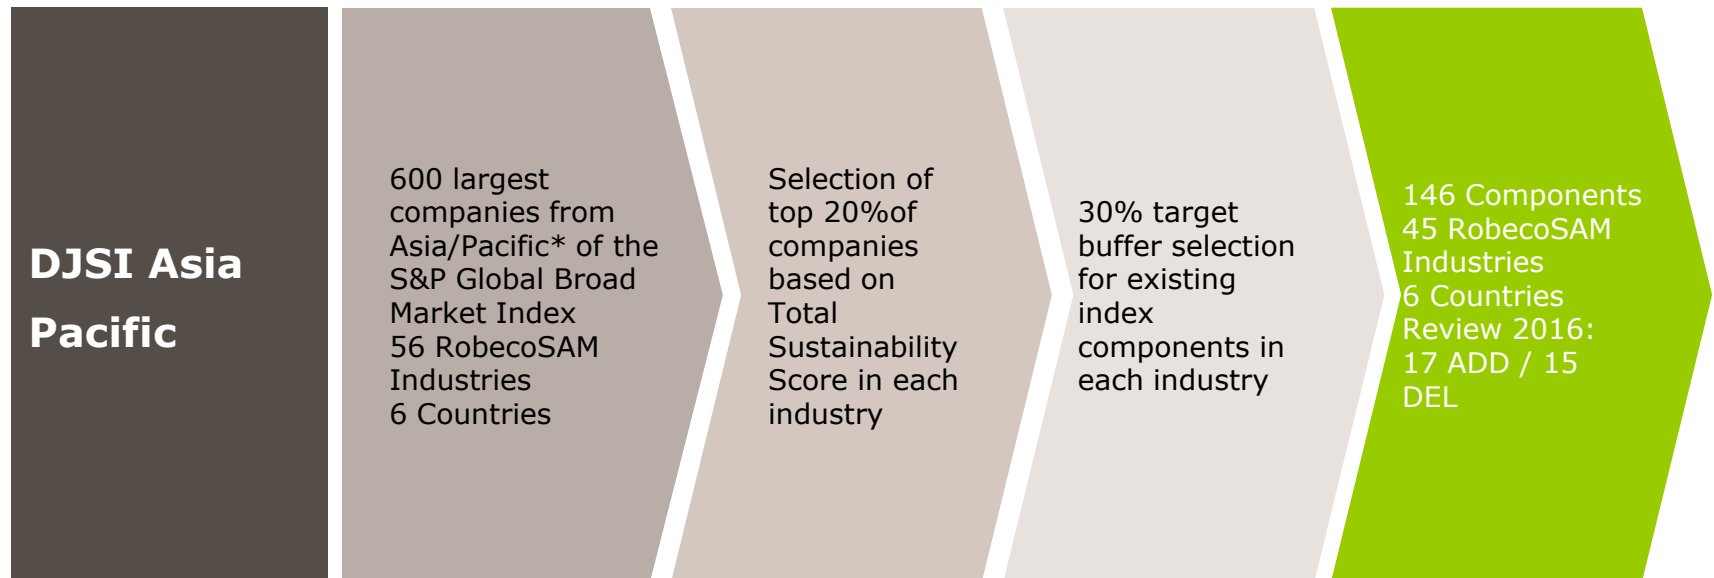 DJSI Asia
Pacific
600 largest
companies from
Asia/Pacific* of the
S&P Global Broad
Market Index
56 RobecoSAM
Industries
6 Countries
Selection of
top 20%of
companies
based on
Total
Sustainability
Score in each
industry
30% target
buffer selection
for existing
index
components in
each industry
146 Components
45 RobecoSAM
Industries
6 Countries
Review 2016:
17 ADD / 15
DEL